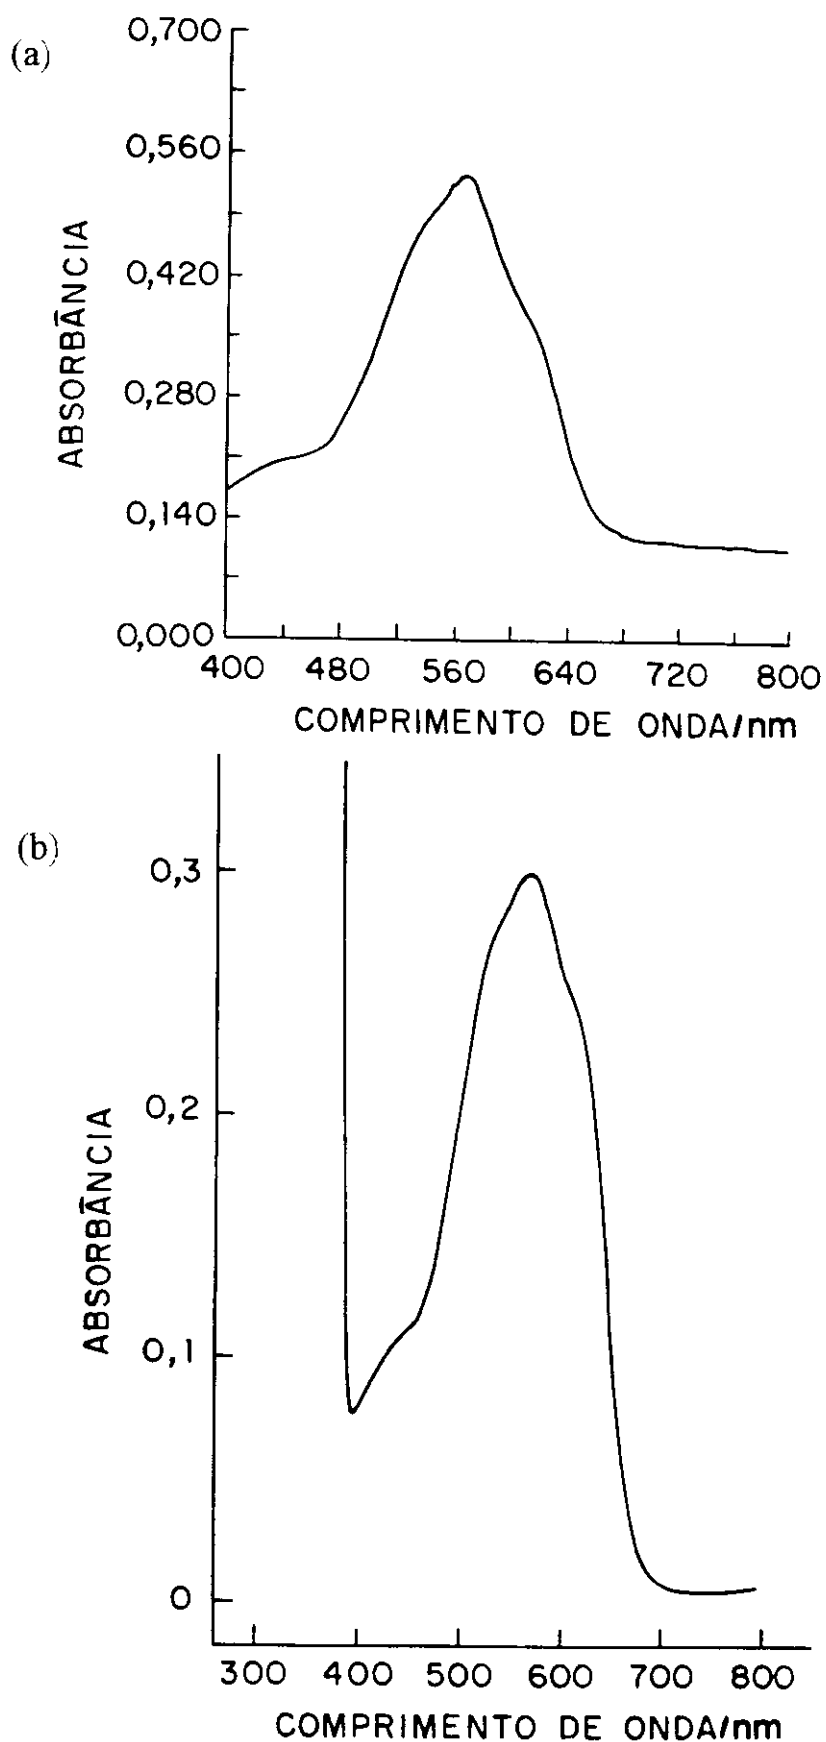 (a)
0,700
0,560
0,420
0,280
0,140
0,000
ABSORBÂNCIA
400 480 560 640 720 800
COMPRIMENTO DE ONDA/nm
(b)
0,3
0,2
0,1
0
ABSORBÂNCIA
300 400 500 600 700 800
COMPRIMENTO DE ONDA/nm